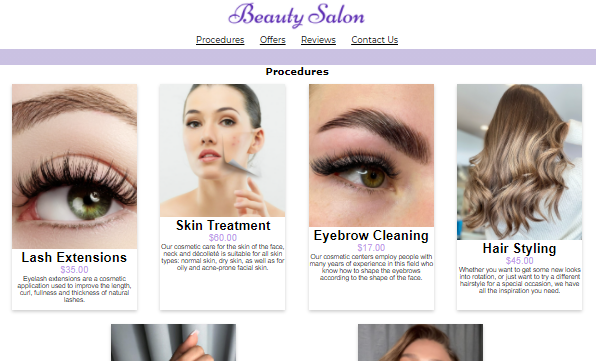 Beauty Salon
Procedures Offers Reviews Contact Us
Procedures
Lash Extensions
$35.00
Eyelash extensions are a cosmetic
application used to improve the length,
curl, fullness and thickness of natural
lashes.
Skin Treatment
$60.00
Our cosmetic care for the skin of the face,
neck and décolleté is suitable for all skin
types: normal skin, dry skin, as well as for
oily and acne-prone facial skin.
Eyebrow Cleaning
$17.00
Our cosmetic centers employ people with
many years of experience in this field who
know how to shape the eyebrows
according to the shape of the face.
Hair Styling
$45.00
Whether you want to get some new looks
into rotation, or just want to try a different
hairstyle for a special occasion, we have
all the inspiration you need.